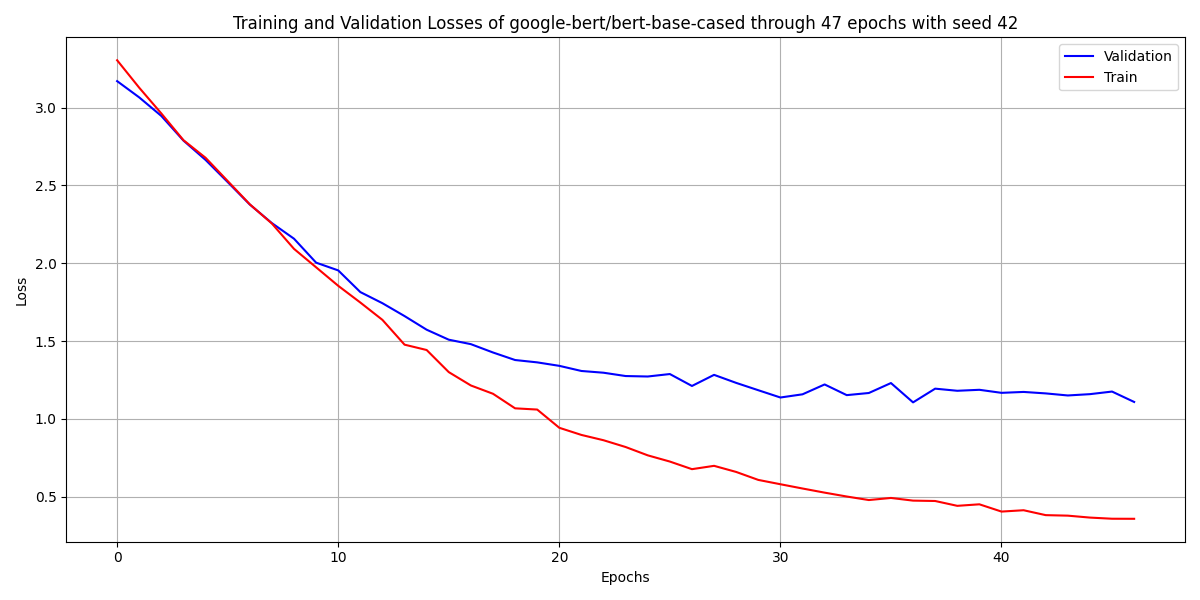 Training and Validation Losses of google-bert/bert-base-cased through 47 epochs with seed 42
Validation
Train
Loss
3.0
2.5
2.0
1.5
1.0
0.5
0 10 20 30 40
Epochs